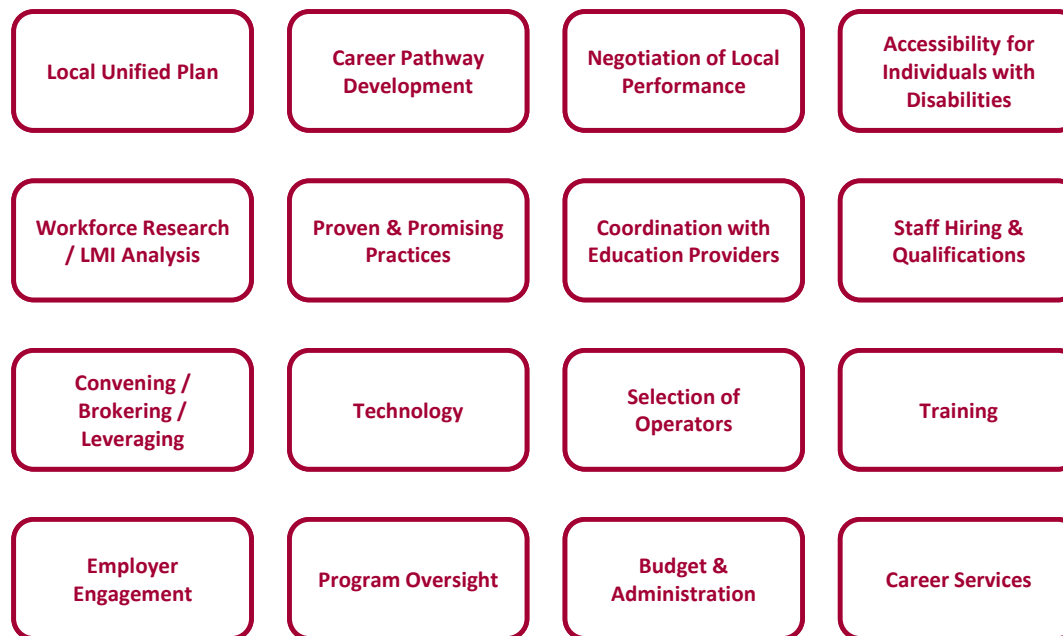 Local Unified Plan
Career Pathway
Development
Negotiation of Local
Performance
Accessibility for
Individuals with
Disabilities
Workforce Research
/ LMI Analysis
Proven & Promising
Practices
Coordination with
Education Providers
Staff Hiring &
Qualifications
Convening /
Brokering /
Leveraging
Technology
Selection of
Operators
Training
Employer
Engagement
Program Oversight
Budget &
Administration
Career Services